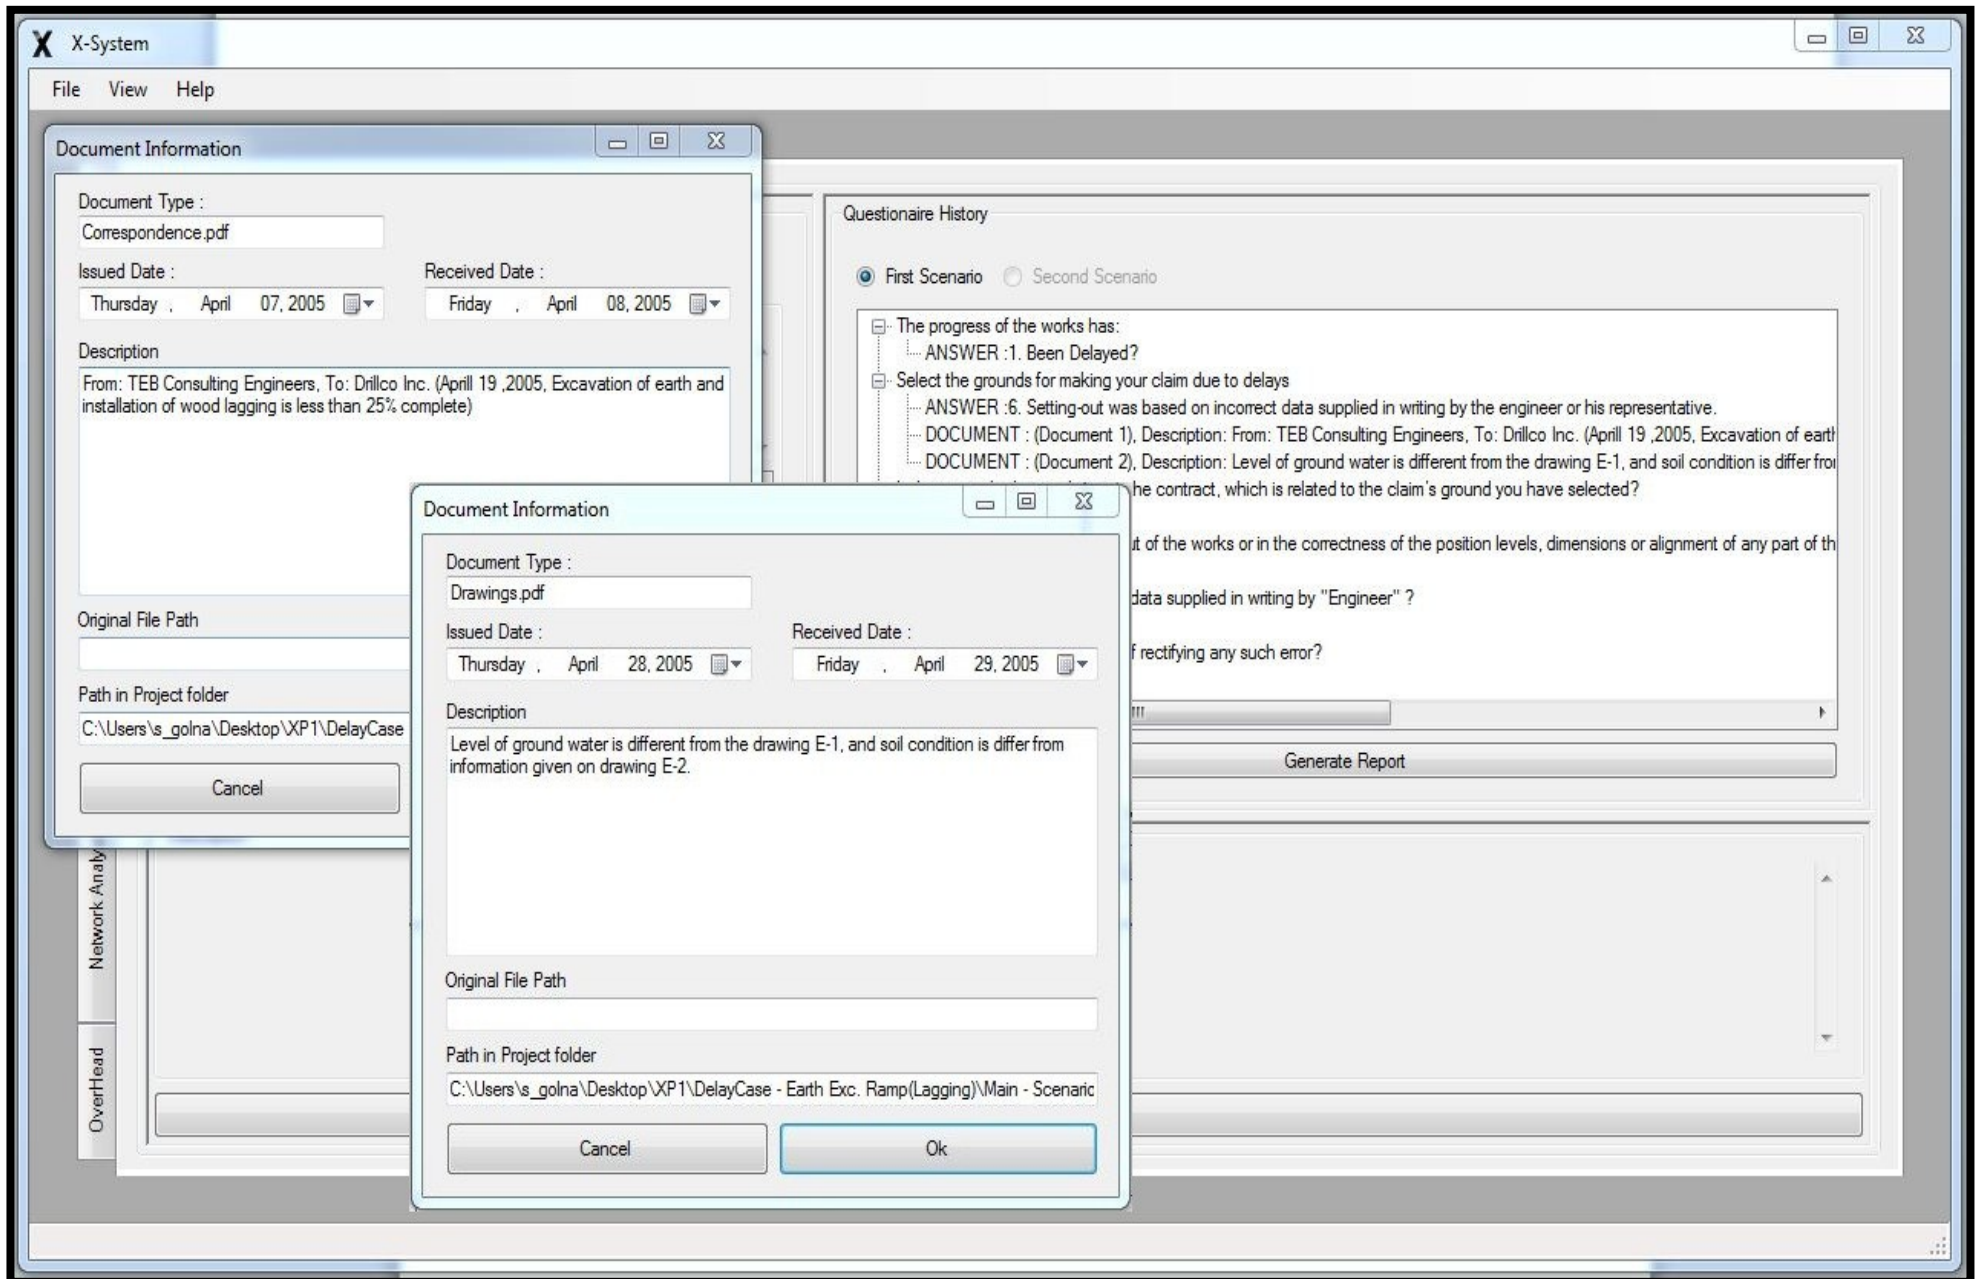 X-System
File View Help
Document Information
Document Type :
Correspondence.pdf
Issued Date :
Received Date :
Thursday , April 07, 2005
Friday , April 08, 2005
Description
From: TEB Consulting Engineers, To: Drillco Inc. (Aprill 19 ,2005, Excavation of earth and
installation of wood lagging is less than 25% complete)
Original File Path
Path in Project folder
C:\Users\s_golna\Desktop\XP1\DelayCase
Cancel
Document Information
Document Type :
Drawings.pdf
Issued Date :
Received Date :
Thursday , April 28, 2005
Friday , April 29, 2005
Description
Level of ground water is different from the drawing E-1, and soil condition is differ from
information given on drawing E-2.
Original File Path
Path in Project folder
C:\Users\s_golna\Desktop\XP1\DelayCase - Earth Exc. Ramp(Lagging)\Main - Scenario
Cancel
Ok
Questionaire History
First Scenario
Second Scenario
The progress of the works has:
ANSWER :1. Been Delayed?
Select the grounds for making your claim due to delays
ANSWER :6. Setting-out was based on incorrect data supplied in writing by the engineer or his representative.
DOCUMENT : (Document 1), Description: From: TEB Consulting Engineers, To: Drillco Inc. (Aprill 19 ,2005, Excavation of earth
DOCUMENT : (Document 2), Description: Level of ground water is different from the drawing E-1, and soil condition is differ from
he contract, which is related to the claim's ground you have selected?
of the works or in the correctness of the position levels, dimensions or alignment of any part of th
data supplied in writing by "Engineer" ?
f rectifying any such error?
Generate Report
Network Analy
OverHead